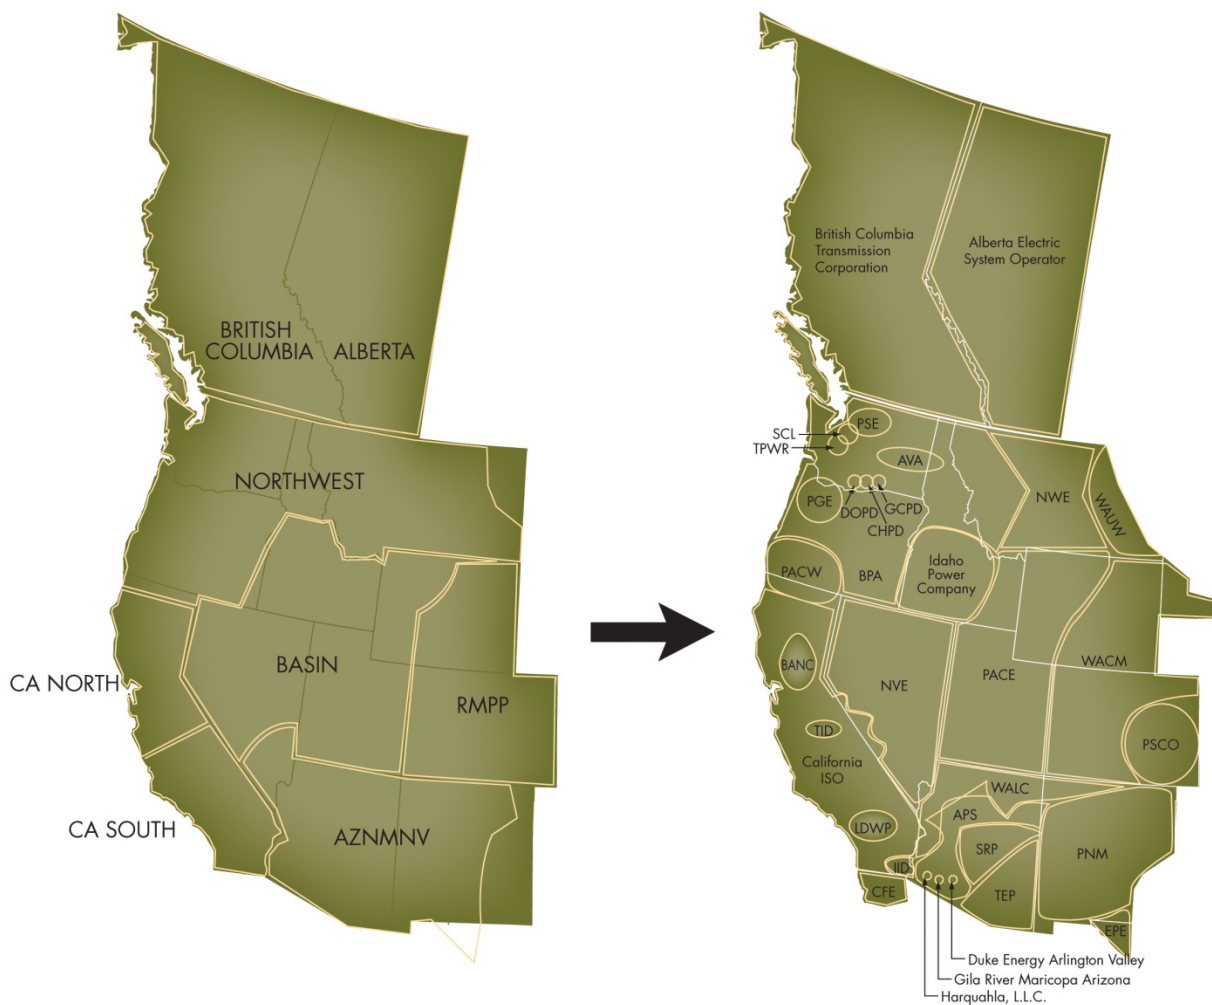 BRITISH
COLUMBIA
ALBERTA
NORTHWEST
BASIN
CA NORTH
RMPP
CA SOUTH
AZNMNV
British Columbia
Transmission
Corporation
Alberta Electric
System Operator
PSE
SCL
TPWR
AVA
NWE
WAUW
PGE
DOPD
GCPD
CHPD
PACW
BPA
Idaho
Power
Company
BANC
NVE
PACE
WACM
TID
PSCO
California
ISO
WALC
LDWP
APS
SRP
PNM
IID
CFE
TEP
EPE
Duke Energy Arlington Valley
Gila River Maricopa Arizona
Harquahla, L.L.C.